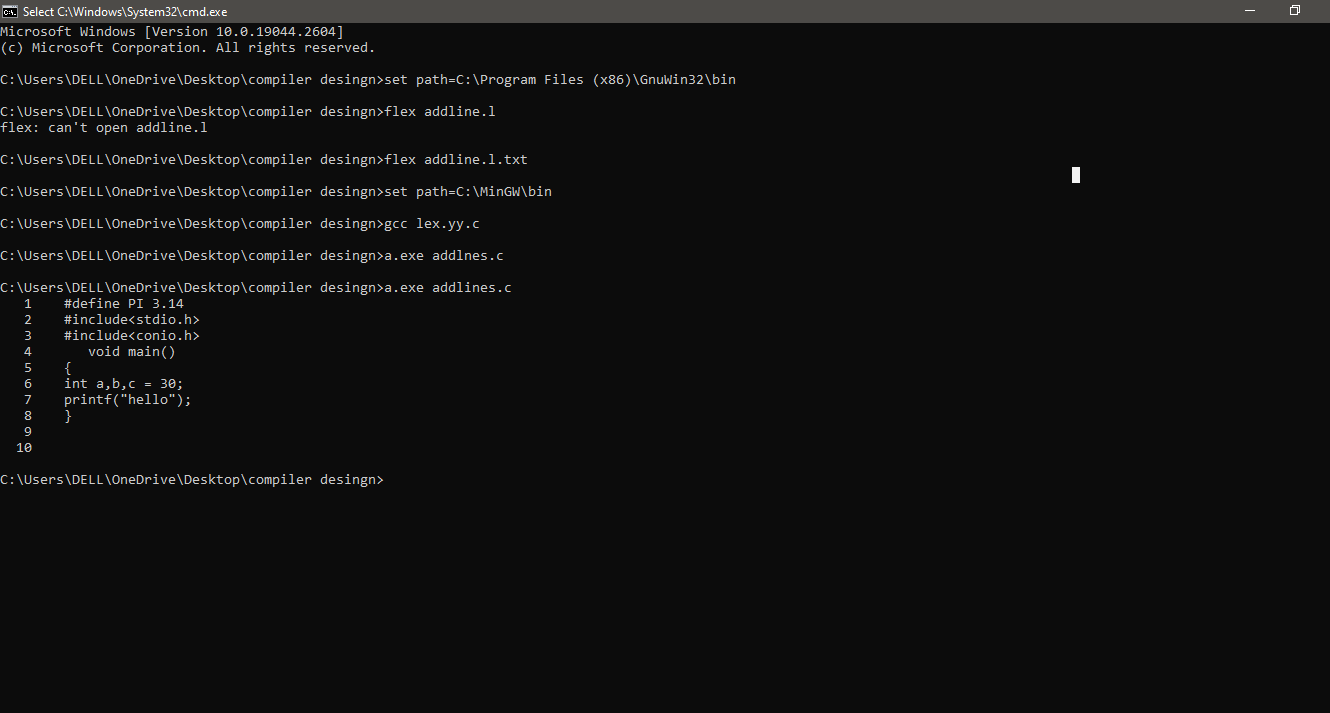 Select C:\Windows\System32\cmd.exe
Microsoft Windows [Version 10.0.19044.2604]
(c) Microsoft Corporation. All rights reserved.
C:\Users\DELL\OneDrive\Desktop\compiler desingn>set path=C:\Program Files (x86)\GnuWin32\bin
C:\Users\DELL\OneDrive\Desktop\compiler desingn>flex addline.l
flex: can't open addline.l
C:\Users\DELL\OneDrive\Desktop\compiler desingn>flex addline.l.txt
C:\Users\DELL\OneDrive\Desktop\compiler desingn>set path=C:\MinGW\bin
C:\Users\DELL\OneDrive\Desktop\compiler desingn>gcc lex.yy.c
C:\Users\DELL\OneDrive\Desktop\compiler desingn>a.exe addlnes.c
C:\Users\DELL\OneDrive\Desktop\compiler desingn>a.exe addlines.c
1    #define PI 3.14
2    #include<stdio.h>
3    #include<conio.h>
4       void main()
5    {
6    int a,b,c = 30;
7    printf("hello");
8    }
9
10
C:\Users\DELL\OneDrive\Desktop\compiler desingn>